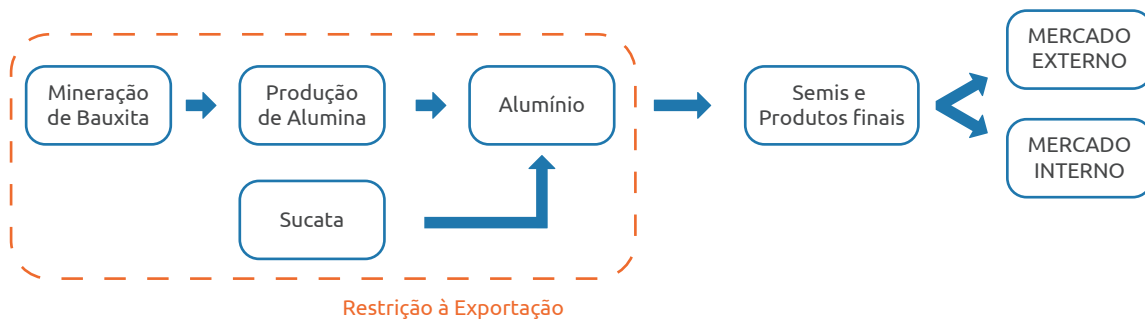 Mineração
de Bauxita
Produção
de Alumina
Alumínio
Sucata
Semis e
Produtos finais
MERCADO
EXTERNO
MERCADO
INTERNO
Restrição à Exportação